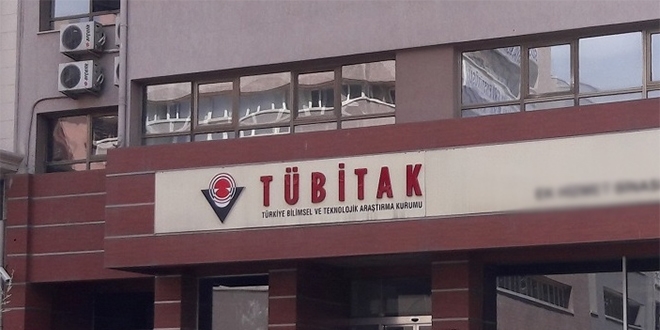 TÜBİTAK
TÜRKİYE BİLİMSEL VE TEKNOLOJİK ARAŞTIRMA KURUMU